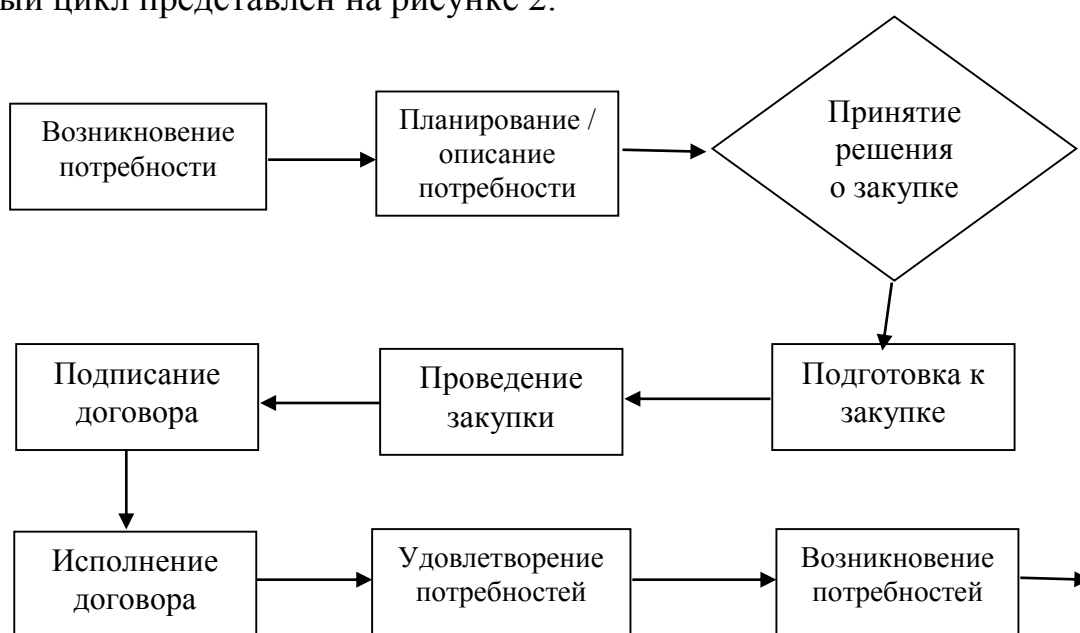 ый цикл представлен на рисунке 2.
Возникновение
потребности
Планирование /
описание
потребности
Принятие
решения
о закупке
Подготовка к
закупке
Проведение
закупки
Подписание
договора
Исполнение
договора
Удовлетворение
потребностей
Возникновение
потребностей